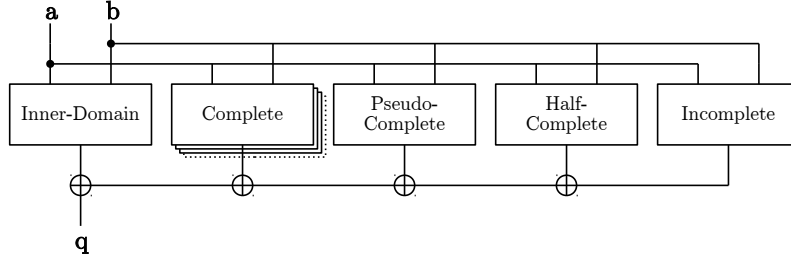 a b
Inner-Domain
Complete
Pseudo-
Complete
Half-
Complete
Incomplete
q